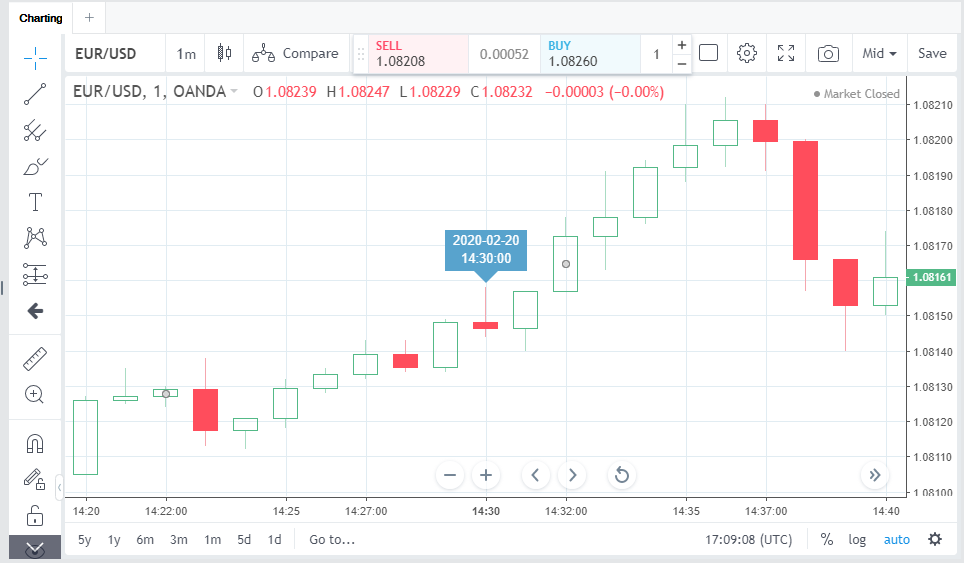 Charting +
EUR/USD 1m Compare SELL 1.08208 0.00052 BUY 1.08260 1 + − Mid Save
EUR/USD, 1, OANDA O1.08239 H1.08247 L1.08229 C1.08232 −0.00003 (−0.00%)
Market Closed
1.08210
1.08200
1.08190
1.08180
1.08170
1.08161
1.08150
1.08140
1.08130
1.08120
1.08110
1.08100
T
2020-02-20
14:30:00
14:20 14:22:00 14:25 14:27:00 14:30 14:32:00 14:35 14:37:00 14:40
5y 1y 6m 3m 1m 5d 1d Go to... 17:09:08 (UTC) % log auto